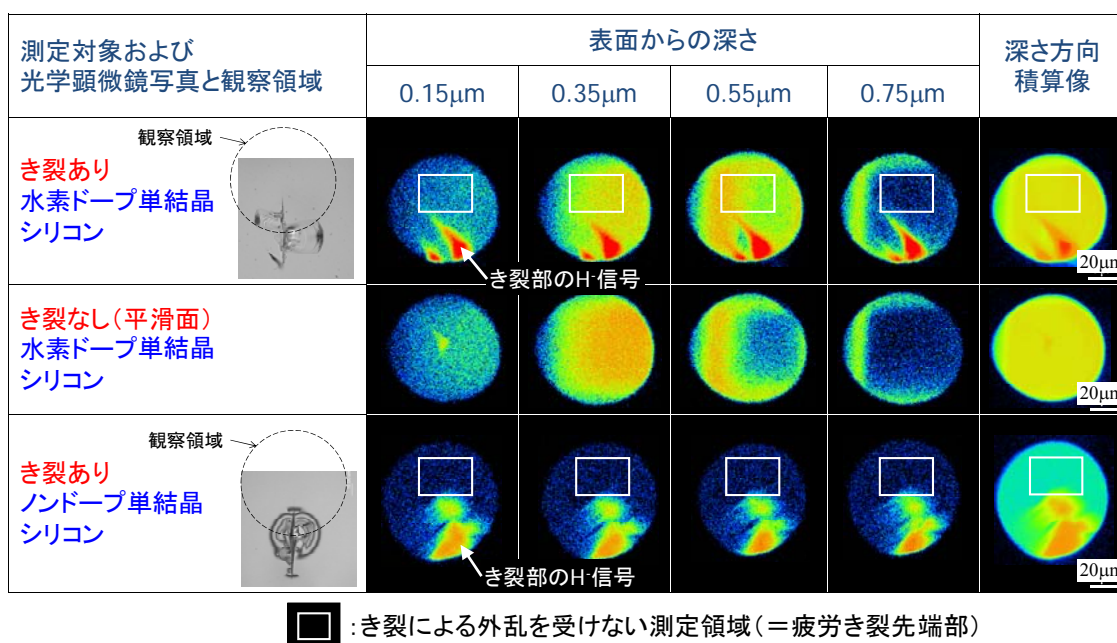 測定対象および
光学顕微鏡写真と観察領域
表面からの深さ
深さ方向
積算像
0.15μm
0.35μm
0.55μm
0.75μm
観察領域
き裂あり
水素ドープ単結晶
シリコン
き裂部のH-信号
20μm
き裂なし（平滑面）
水素ドープ単結晶
シリコン
20μm
観察領域
き裂あり
ノンドープ単結晶
シリコン
き裂部のH-信号
20μm
：き裂による外乱を受けない測定領域（＝疲労き裂先端部）